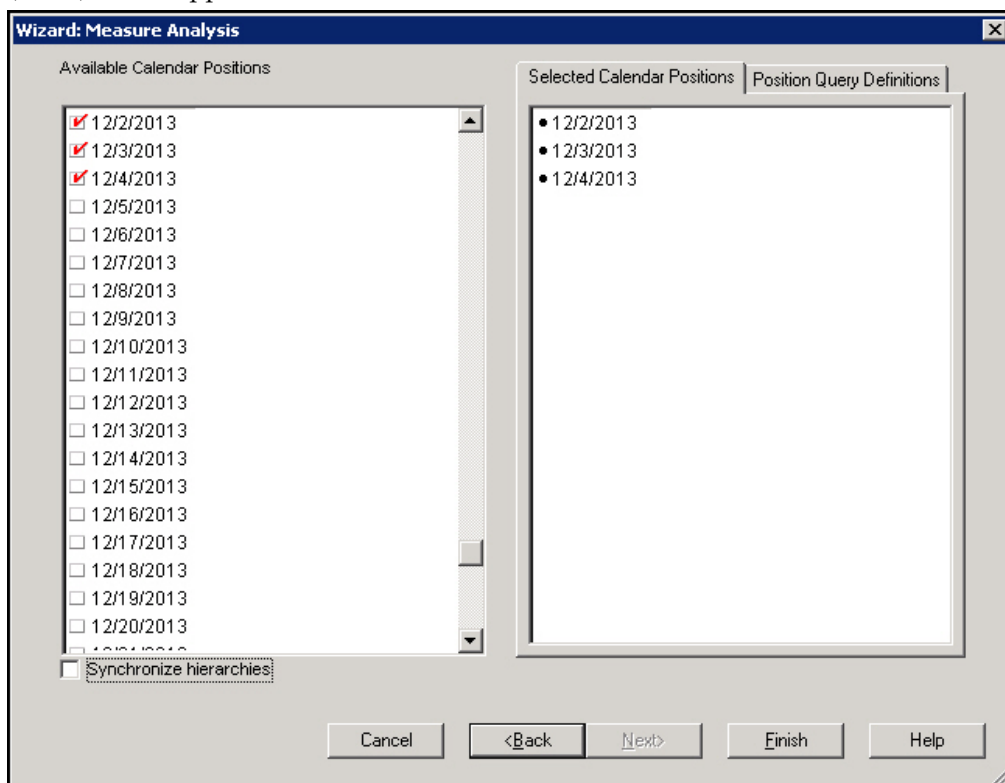 Wizard: Measure Analysis
Available Calendar Positions
12/2/2013
12/3/2013
12/4/2013
12/5/2013
12/6/2013
12/7/2013
12/8/2013
12/9/2013
12/10/2013
12/11/2013
12/12/2013
12/13/2013
12/14/2013
12/15/2013
12/16/2013
12/17/2013
12/18/2013
12/19/2013
12/20/2013
Synchronize hierarchies
Selected Calendar Positions
Position Query Definitions
• 12/2/2013
• 12/3/2013
• 12/4/2013
Cancel
<Back
Next>
Finish
Help